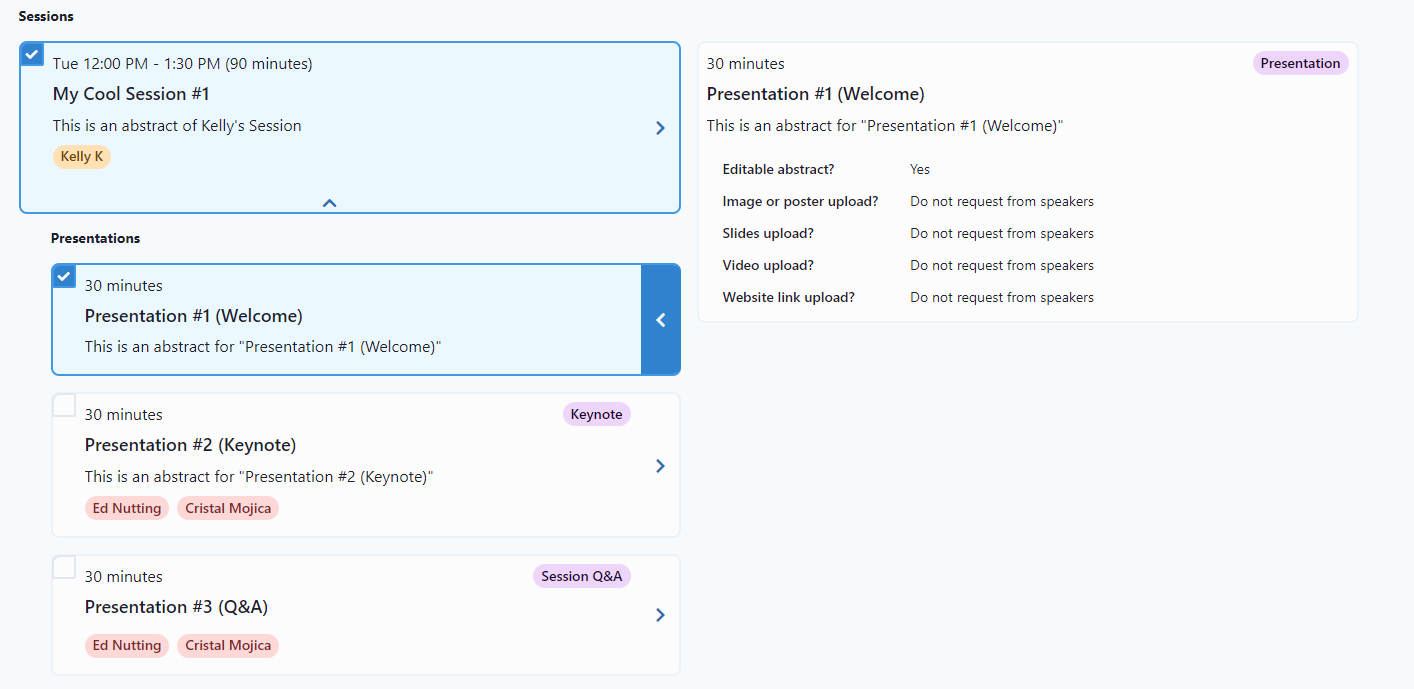 Sessions
Tue 12:00 PM - 1:30 PM (90 minutes)
My Cool Session #1
This is an abstract of Kelly's Session
Kelly K
Presentations
30 minutes
Presentation #1 (Welcome)
This is an abstract for "Presentation #1 (Welcome)"
30 minutes Keynote
Presentation #2 (Keynote)
This is an abstract for "Presentation #2 (Keynote)"
Ed Nutting Cristal Mojica
30 minutes Session Q&A
Presentation #3 (Q&A)
Ed Nutting Cristal Mojica
30 minutes Presentation
Presentation #1 (Welcome)
This is an abstract for "Presentation #1 (Welcome)"
Editable abstract? Yes
Image or poster upload? Do not request from speakers
Slides upload? Do not request from speakers
Video upload? Do not request from speakers
Website link upload? Do not request from speakers